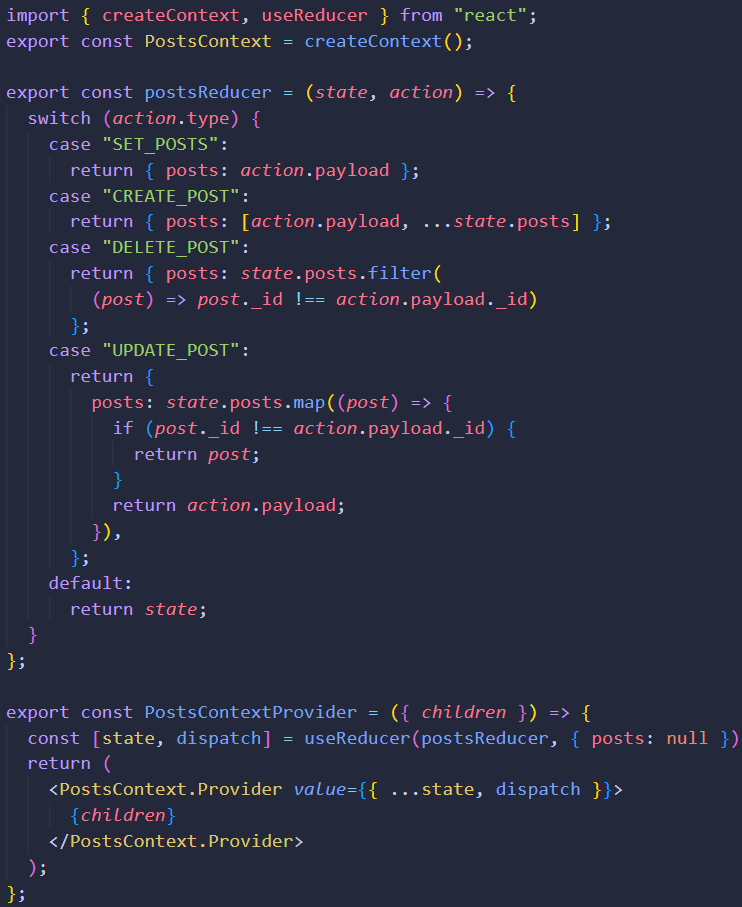 import { createContext, useReducer } from "react";
export const PostsContext = createContext();

export const postsReducer = (state, action) => {
  switch (action.type) {
    case "SET_POSTS":
      return { posts: action.payload };
    case "CREATE_POST":
      return { posts: [action.payload, ...state.posts] };
    case "DELETE_POST":
      return { posts: state.posts.filter(
        (post) => post._id !== action.payload._id)
      };
    case "UPDATE_POST":
      return {
        posts: state.posts.map((post) => {
          if (post._id !== action.payload._id) {
            return post;
          }
          return action.payload;
        }),
      };
    default:
      return state;
  }
};

export const PostsContextProvider = ({ children }) => {
  const [state, dispatch] = useReducer(postsReducer, { posts: null })
  return (
    <PostsContext.Provider value={{ ...state, dispatch }}>
      {children}
    </PostsContext.Provider>
  );
};